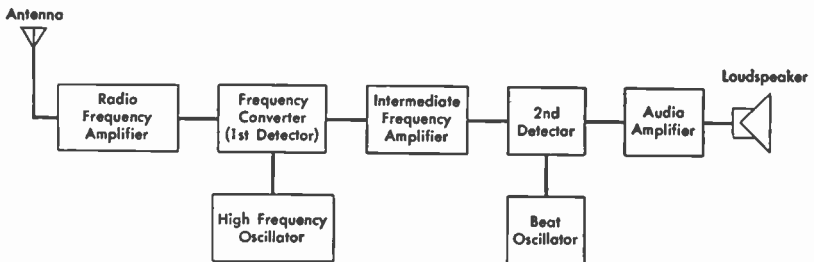 Antenna
Loudspeaker
Radio
Frequency
Amplifier
Frequency
Converter
(1st Detector)
Intermediate
Frequency
Amplifier
2nd
Detector
Audia
Amplifier
High Frequency
Oscillator
Beat
Oscillator